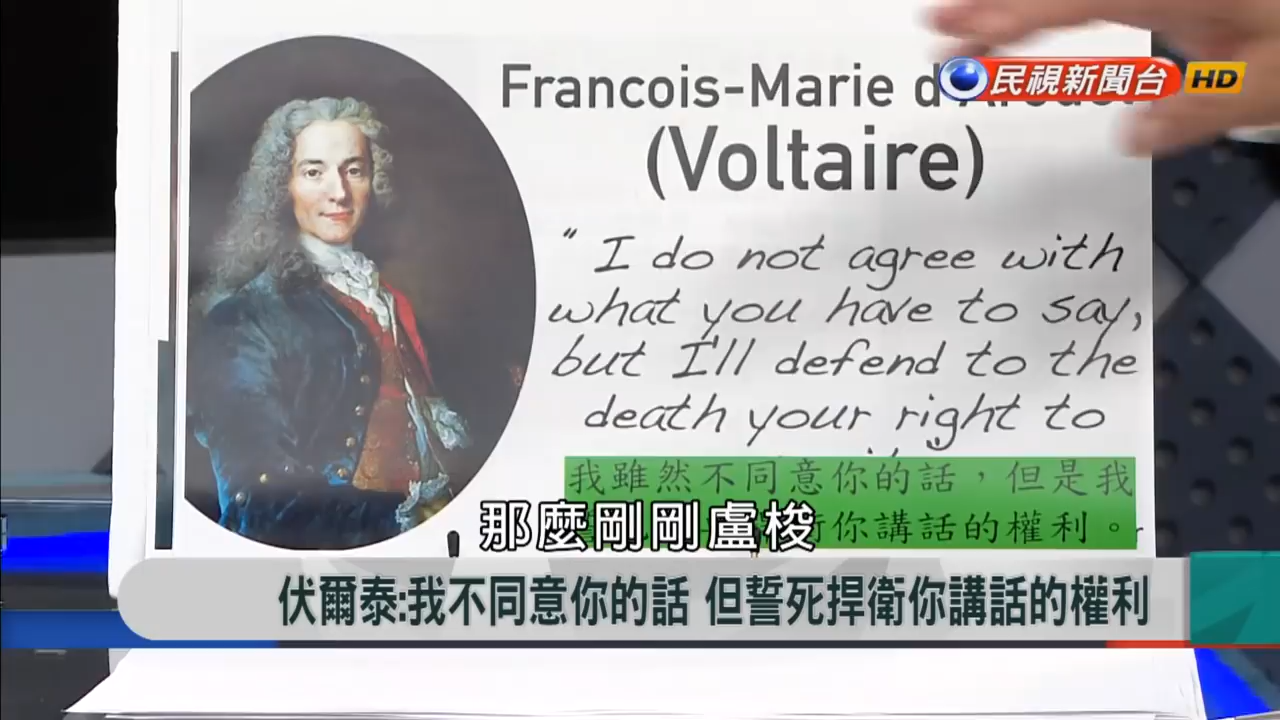 Francois-Marie
民視新聞台 HD
(Voltaire)
“ I do not agree with
what you have to say,
but I'll defend to the
death your right to
我雖然不同意你的話，但是我
衛你講話的權利。
那麼剛剛盧梭
伏爾泰:我不同意你的話 但誓死捍衛你講話的權利